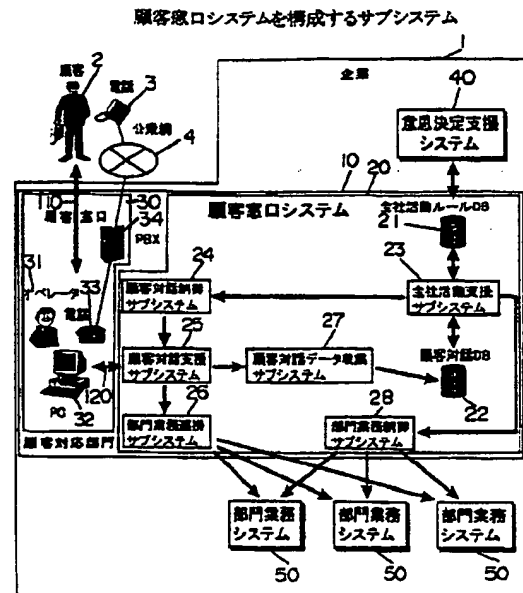 顧客窓口システムを構成するサブシステム
1
企業
2
顧客
3
電話
4
公衆網
40
意思決定支援
システム
10
20
110
30
顧客窓口
34
PBX
顧客窓口システム
全社活動ルールDB
21
31
オペレータ
33
電話
24
顧客対話制御
サブシステム
23
全社活動支援
サブシステム
25
顧客対話支援
サブシステム
27
顧客対話データ収集
サブシステム
顧客対話DB
22
120
PC
32
26
部門業務連携
サブシステム
28
部門業務制御
サブシステム
顧客対応部門
部門業務
システム
50
部門業務
システム
50
部門業務
システム
50